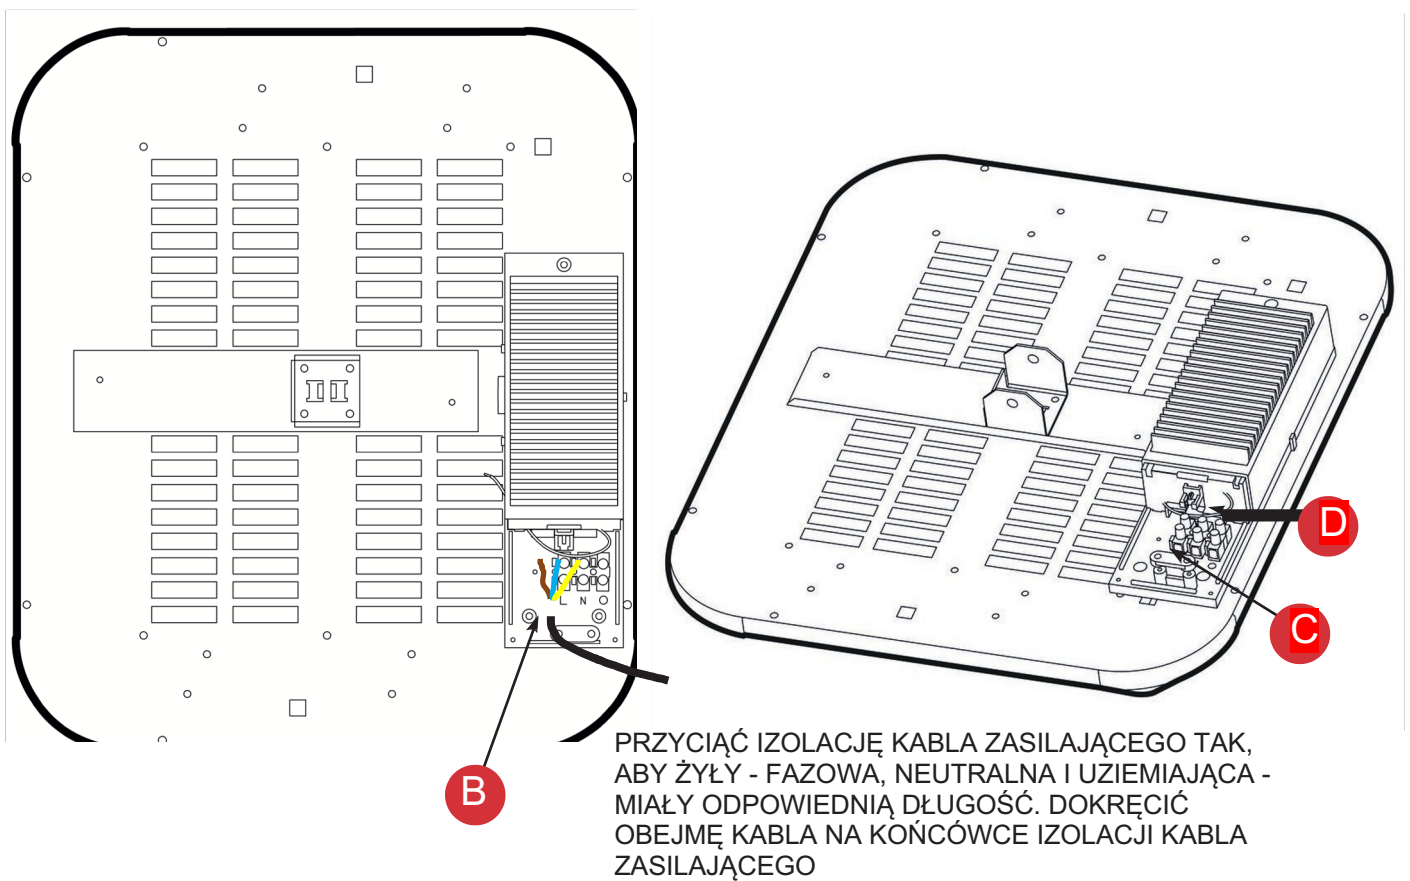 L N
D
C
B
PRZYCIĄĆ IZOLACJĘ KABLA ZASILAJĄCEGO TAK,
ABY ŻYŁY - FAZOWA, NEUTRALNA I UZIEMIAJĄCA -
MIAŁY ODPOWIEDNIĄ DŁUGOŚĆ. DOKRĘCIĆ
OBEJMĘ KABLA NA KOŃCÓWCE IZOLACJI KABLA
ZASILAJĄCEGO